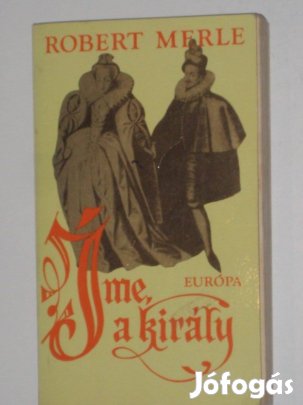 ROBERT MERLE
EURÓPA
Íme,
a király
Jófogás